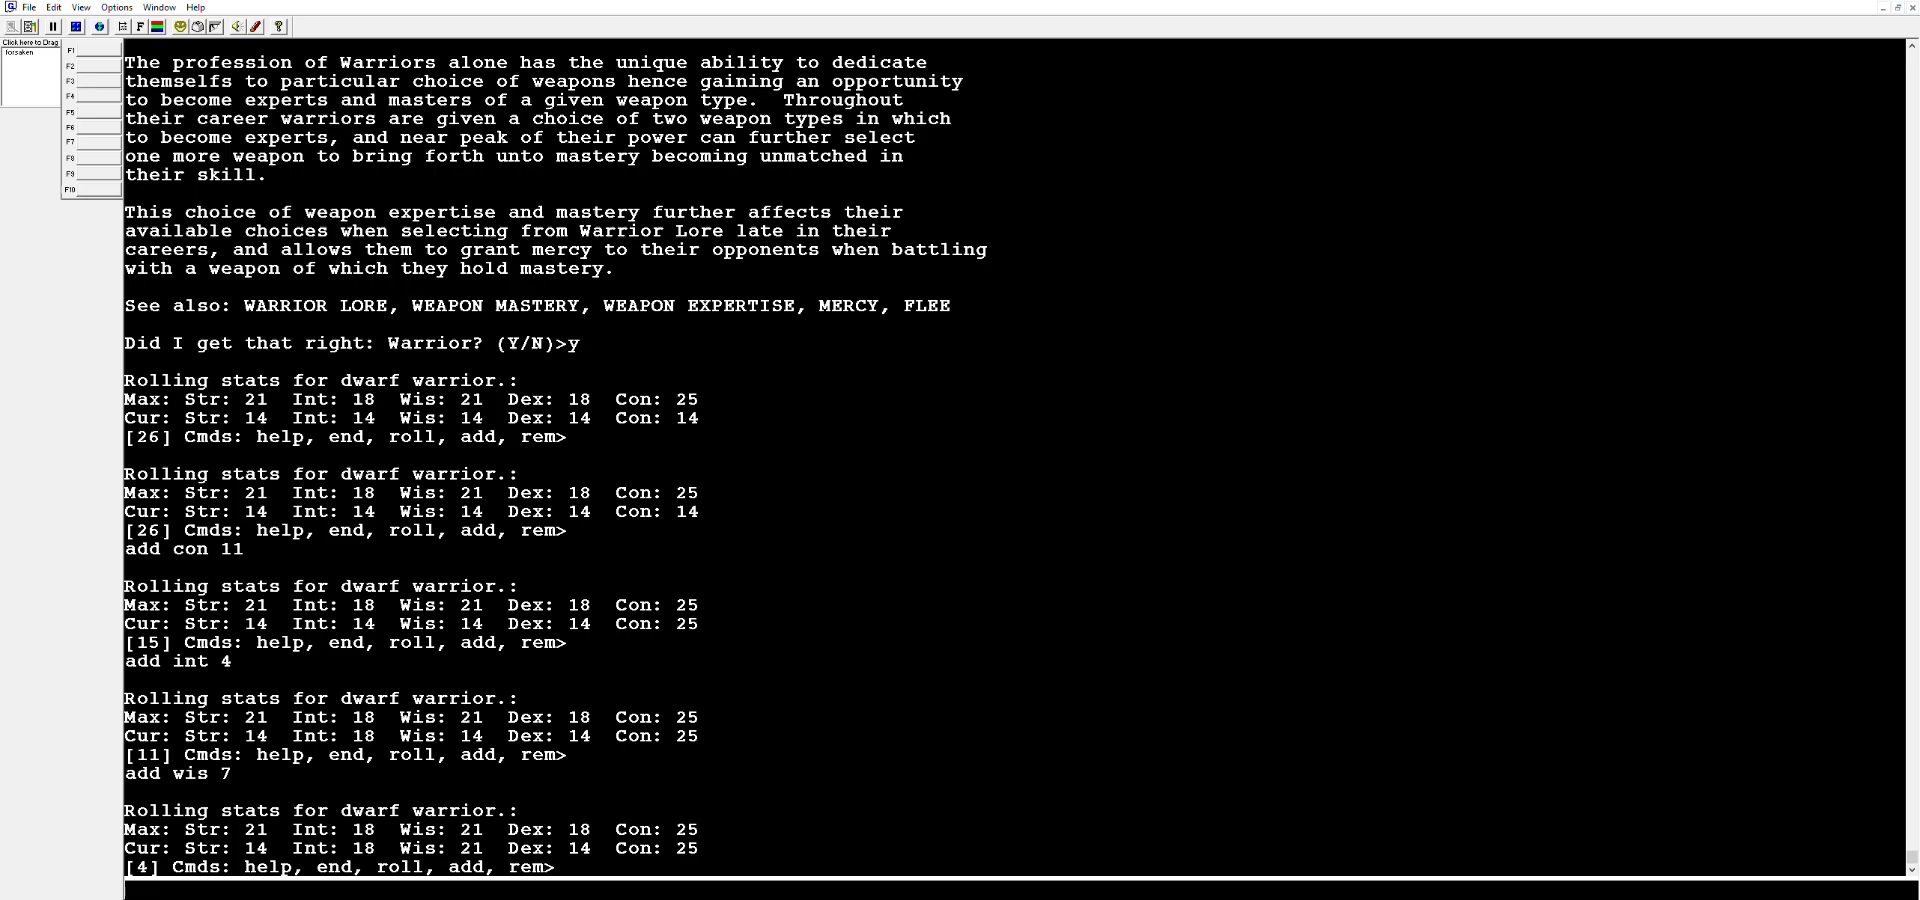 File Edit View Options Window Help
Click here to Drag
forsaken
F1
F2
F3
F4
F5
F6
F7
F8
F9
F10
The profession of Warriors alone has the unique ability to dedicate
themselfs to particular choice of weapons hence gaining an opportunity
to become experts and masters of a given weapon type.  Throughout
their career warriors are given a choice of two weapon types in which
to become experts, and near peak of their power can further select
one more weapon to bring forth unto mastery becoming unmatched in
their skill.
This choice of weapon expertise and mastery further affects their
available choices when selecting from Warrior Lore late in their
careers, and allows them to grant mercy to their opponents when battling
with a weapon of which they hold mastery.
See also: WARRIOR LORE, WEAPON MASTERY, WEAPON EXPERTISE, MERCY, FLEE
Did I get that right: Warrior? (Y/N)>y
Rolling stats for dwarf warrior.:
Max: Str: 21  Int: 18  Wis: 21  Dex: 18  Con: 25
Cur: Str: 14  Int: 14  Wis: 14  Dex: 14  Con: 14
[26] Cmds: help, end, roll, add, rem>
Rolling stats for dwarf warrior.:
Max: Str: 21  Int: 18  Wis: 21  Dex: 18  Con: 25
Cur: Str: 14  Int: 14  Wis: 14  Dex: 14  Con: 14
[26] Cmds: help, end, roll, add, rem>
add con 11
Rolling stats for dwarf warrior.:
Max: Str: 21  Int: 18  Wis: 21  Dex: 18  Con: 25
Cur: Str: 14  Int: 14  Wis: 14  Dex: 14  Con: 25
[15] Cmds: help, end, roll, add, rem>
add int 4
Rolling stats for dwarf warrior.:
Max: Str: 21  Int: 18  Wis: 21  Dex: 18  Con: 25
Cur: Str: 14  Int: 18  Wis: 14  Dex: 14  Con: 25
[11] Cmds: help, end, roll, add, rem>
add wis 7
Rolling stats for dwarf warrior.:
Max: Str: 21  Int: 18  Wis: 21  Dex: 18  Con: 25
Cur: Str: 14  Int: 18  Wis: 21  Dex: 14  Con: 25
[4] Cmds: help, end, roll, add, rem>